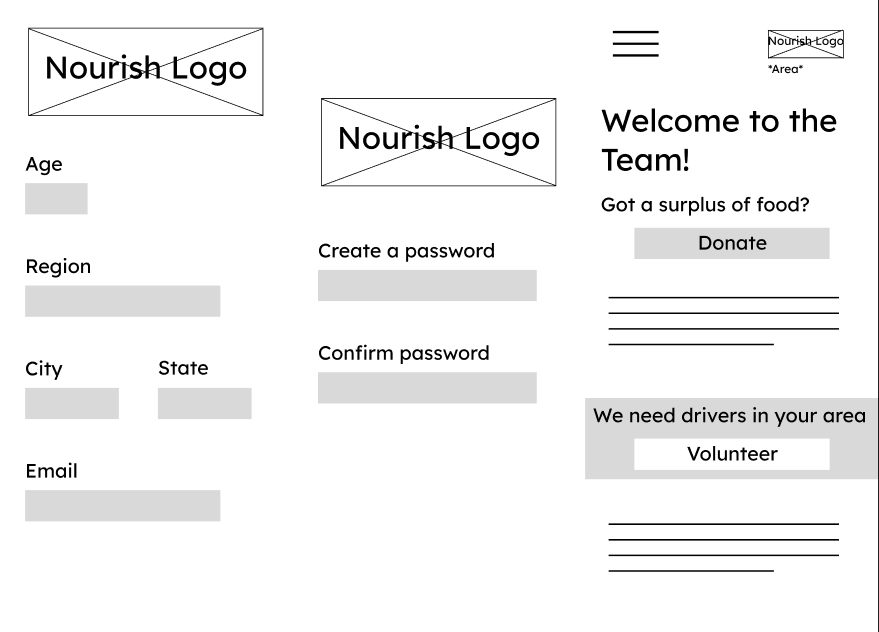 Nourish Logo
Age
Region
City
State
Email
Nourish Logo
Create a password
Confirm password
Nourish Logo
*Area*
Welcome to the
Team!
Got a surplus of food?
Donate
We need drivers in your area
Volunteer